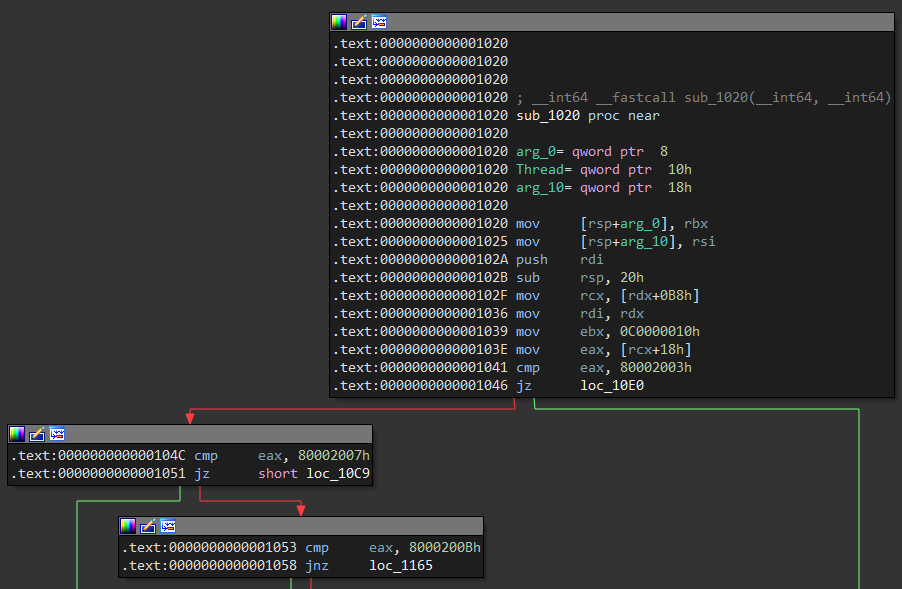 .text:0000000000001020
.text:0000000000001020
.text:0000000000001020
.text:0000000000001020 ; __int64 __fastcall sub_1020(__int64, __int64)
.text:0000000000001020 sub_1020 proc near
.text:0000000000001020
.text:0000000000001020 arg_0= qword ptr  8
.text:0000000000001020 Thread= qword ptr  10h
.text:0000000000001020 arg_10= qword ptr  18h
.text:0000000000001020
.text:0000000000001020 mov     [rsp+arg_0], rbx
.text:0000000000001025 mov     [rsp+arg_10], rsi
.text:000000000000102A push    rdi
.text:000000000000102B sub     rsp, 20h
.text:000000000000102F mov     rcx, [rdx+0B8h]
.text:0000000000001036 mov     rdi, rdx
.text:0000000000001039 mov     ebx, 0C0000010h
.text:000000000000103E mov     eax, [rcx+18h]
.text:0000000000001041 cmp     eax, 80002003h
.text:0000000000001046 jz      loc_10E0
.text:000000000000104C cmp     eax, 80002007h
.text:0000000000001051 jz      short loc_10C9
.text:0000000000001053 cmp     eax, 8000200Bh
.text:0000000000001058 jnz     loc_1165